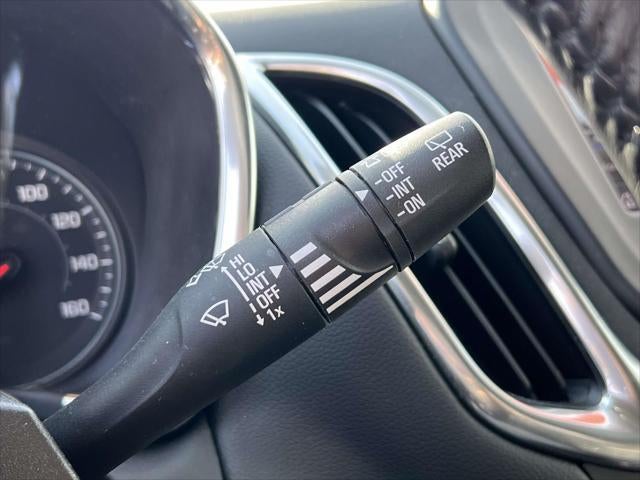 100
120
140
160
HI
LO
INT
OFF
1x
OFF
INT
ON
REAR